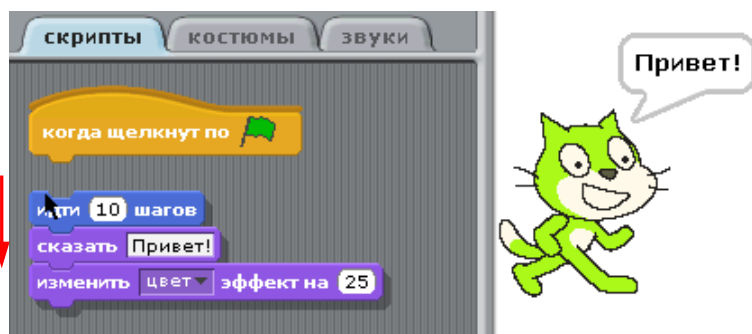 скрипты костюмы звуки
Привет!
когда щелкнут по
идти 10 шагов
сказать Привет!
изменить цвет эффект на 25